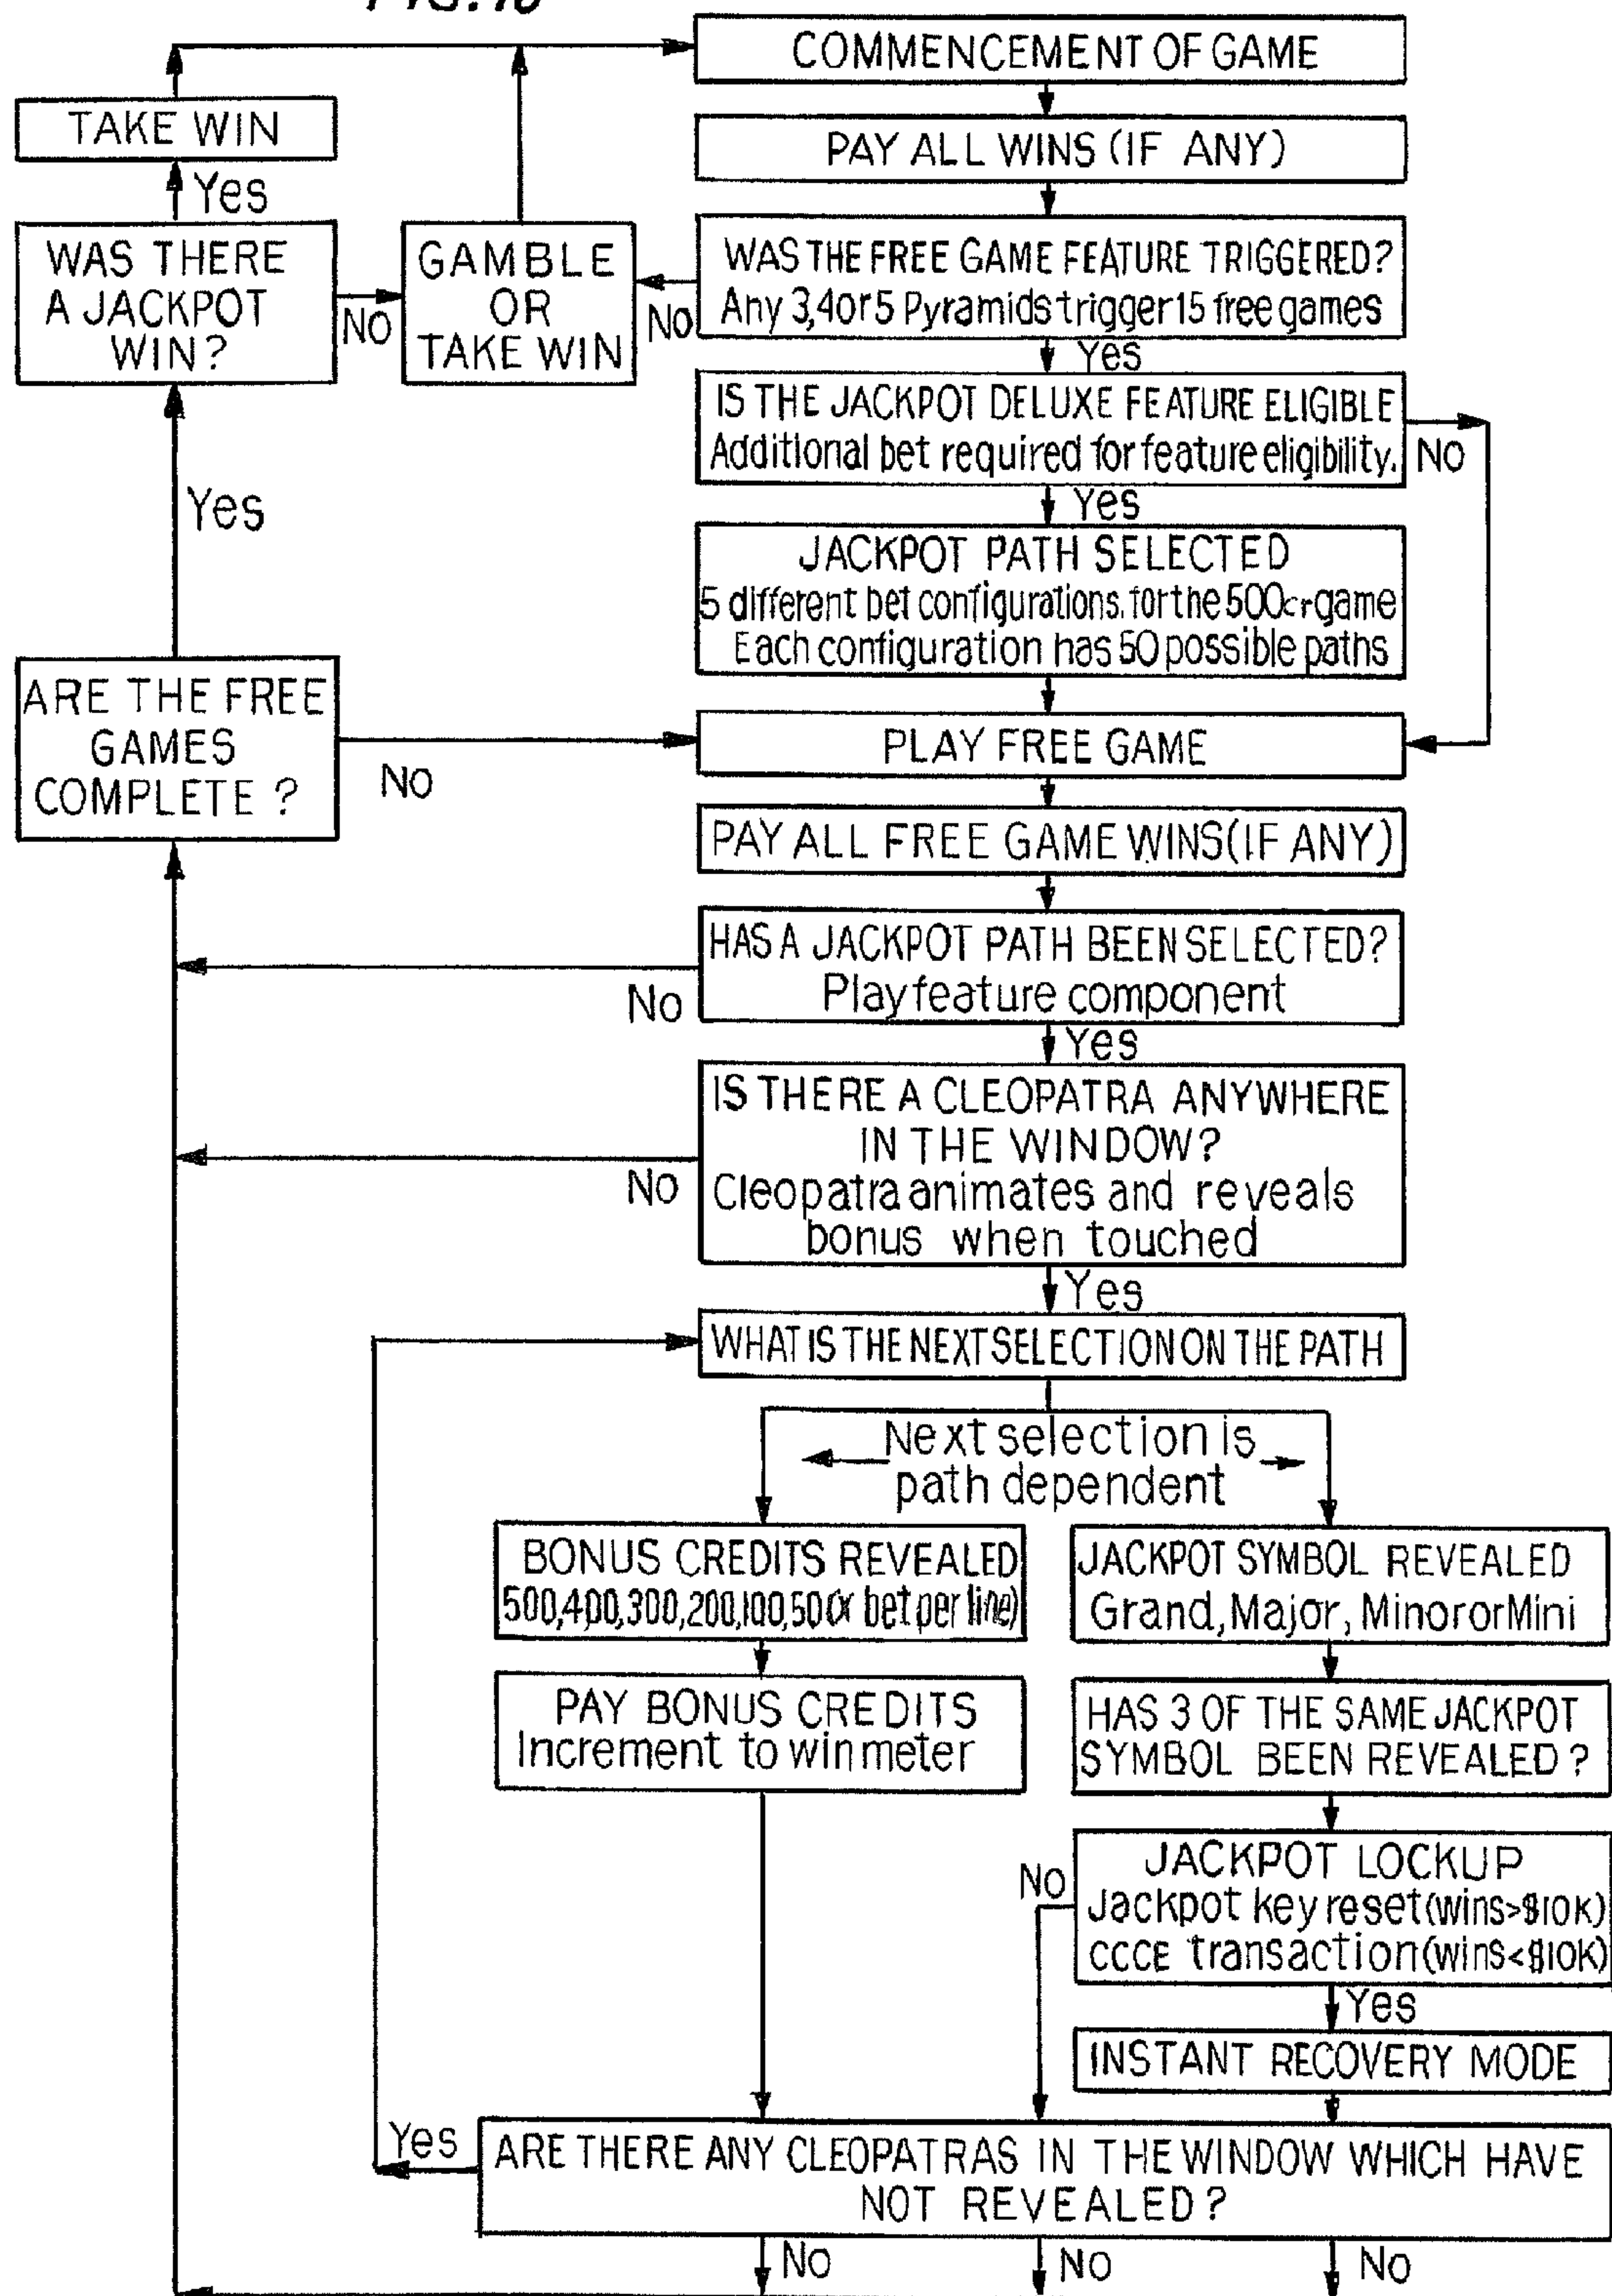 FIG. 10
COMMENCEMENT OF GAME
TAKE WIN
PAY ALL WINS (IF ANY)
Yes
WAS THERE
A JACKPOT
WIN?
No
GAMBLE
OR
TAKE WIN
No
WAS THE FREE GAME FEATURE TRIGGERED?
Any 3,4 or 5 Pyramids trigger 15 free games
Yes
IS THE JACKPOT DELUXE FEATURE ELIGIBLE
Additional bet required for feature eligibility.
No
Yes
Yes
JACKPOT PATH SELECTED
5 different bet configurations. for the 500cr game
Each configuration has 50 possible paths
ARE THE FREE
GAMES
COMPLETE ?
No
PLAY FREE GAME
PAY ALL FREE GAME WINS (IF ANY)
HAS A JACKPOT PATH BEEN SELECTED?
Play feature component
No
Yes
IS THERE A CLEOPATRA ANYWHERE
IN THE WINDOW?
Cleopatra animates and reveals
bonus when touched
No
Yes
WHAT IS THE NEXT SELECTION ON THE PATH
Next selection is
path dependent
BONUS CREDITS REVEALED
500,400,300,200,100,50 (x bet per line)
JACKPOT SYMBOL REVEALED
Grand, Major, Minor or Mini
PAY BONUS CREDITS
Increment to win meter
HAS 3 OF THE SAME JACKPOT
SYMBOL BEEN REVEALED ?
No
JACKPOT LOCKUP
Jackpot key reset (wins>$10K)
CCCE transaction (wins<$10K)
Yes
INSTANT RECOVERY MODE
Yes
ARE THERE ANY CLEOPATRAS IN THE WINDOW WHICH HAVE
NOT REVEALED ?
No
No
No